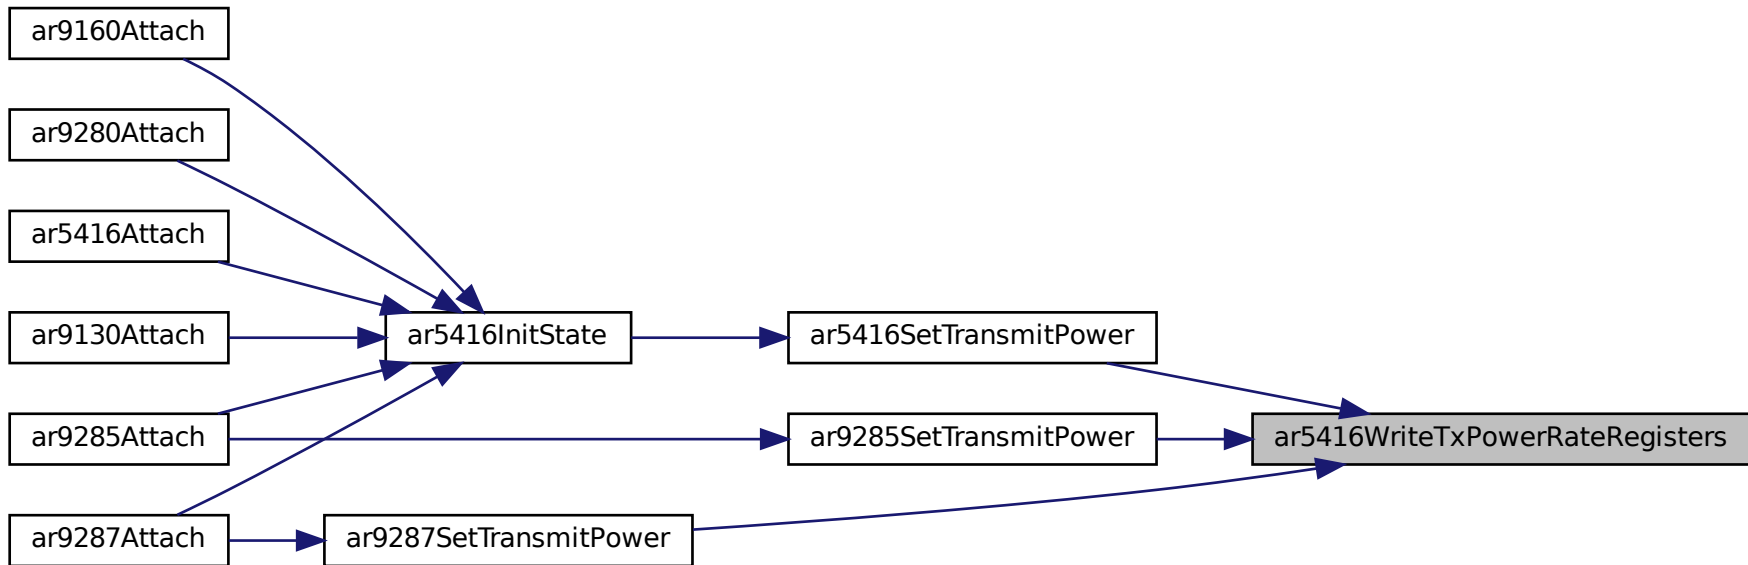 ar9160Attach
ar9280Attach
ar5416Attach
ar9130Attach
ar5416InitState
ar5416SetTransmitPower
ar9285Attach
ar9285SetTransmitPower
ar5416WriteTxPowerRateRegisters
ar9287Attach
ar9287SetTransmitPower